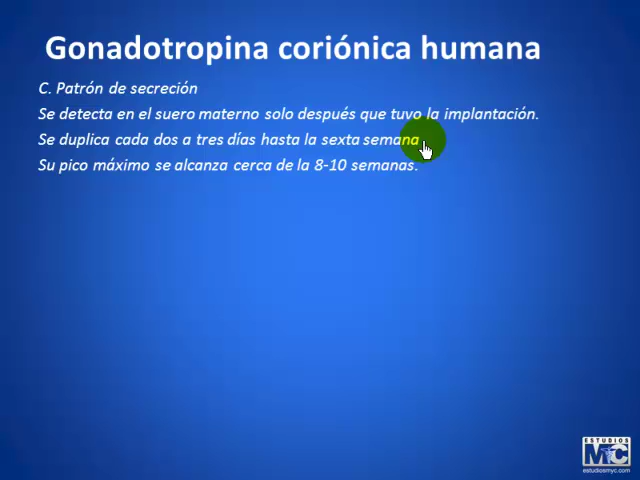 Gonadotropina coriónica humana
C. Patrón de secreción
Se detecta en el suero materno solo después que tuvo la implantación.
Se duplica cada dos a tres días hasta la sexta semana
Su pico máximo se alcanza cerca de la 8-10 semanas.
ESTUDIOS
MyC
estudiosmyc.com